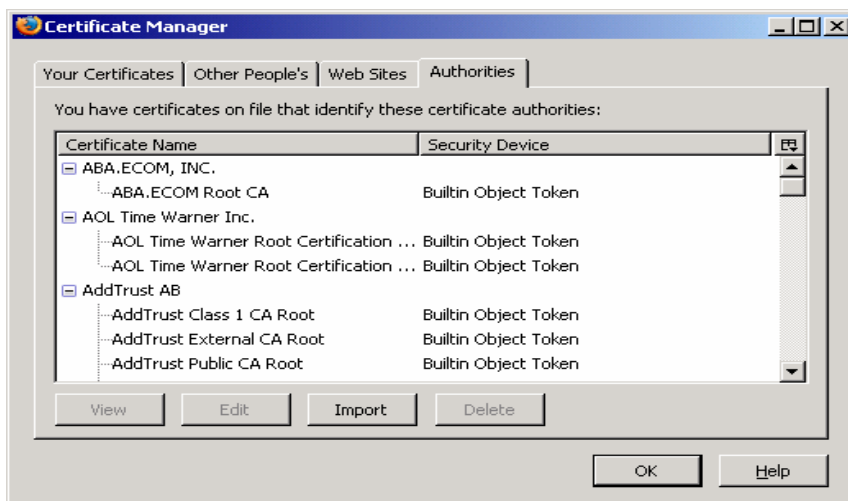 Certificate Manager
Your Certificates Other People's Web Sites Authorities
You have certificates on file that identify these certificate authorities:
Certificate Name Security Device
ABA.ECOM, INC.
ABA.ECOM Root CA Builtin Object Token
AOL Time Warner Inc.
AOL Time Warner Root Certification ... Builtin Object Token
AOL Time Warner Root Certification ... Builtin Object Token
AddTrust AB
AddTrust Class 1 CA Root Builtin Object Token
AddTrust External CA Root Builtin Object Token
AddTrust Public CA Root Builtin Object Token
View Edit Import Delete
OK Help